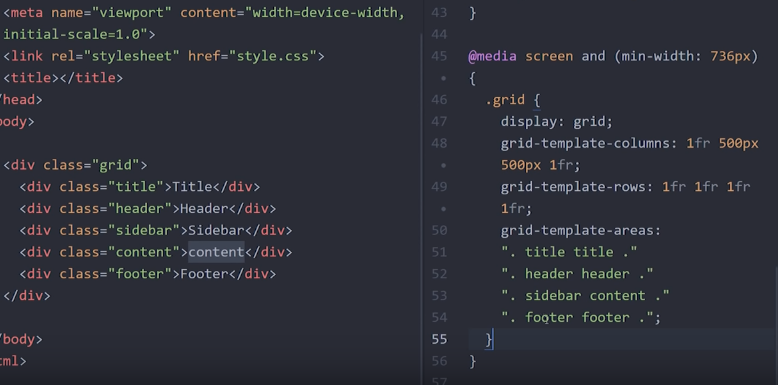 <meta name="viewport" content="width=device-width,
initial-scale=1.0">
<link rel="stylesheet" href="style.css">
<title></title>
/head>
body>
<div class="grid">
<div class="title">Title</div>
<div class="header">Header</div>
<div class="sidebar">Sidebar</div>
<div class="content">content</div>
<div class="footer">Footer</div>
</div>
/body>
ml>
43 }
44
45 @media screen and (min-width: 736px)
{
46 .grid {
47 display: grid;
48 grid-template-columns: 1fr 500px
500px 1fr;
49 grid-template-rows: 1fr 1fr 1fr
1fr;
50 grid-template-areas:
51 ". title title ."
52 ". header header ."
53 ". sidebar content ."
54 ". footer footer .";
55 }
56 }
57